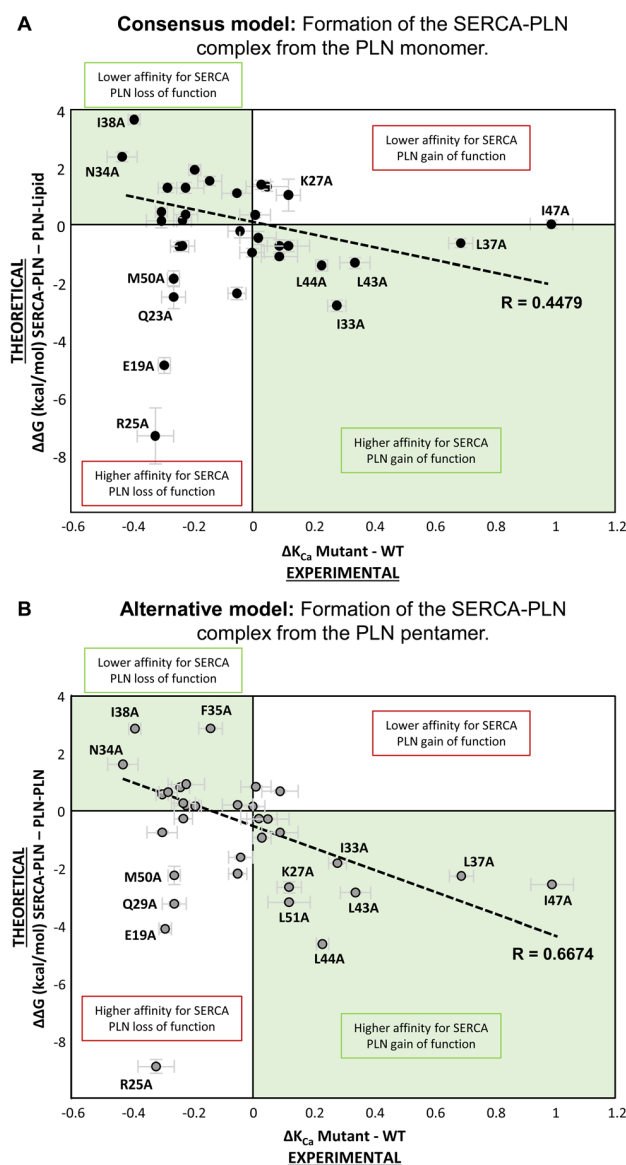 A
Consensus model: Formation of the SERCA-PLN
complex from the PLN monomer.
Lower affinity for SERCA
PLN loss of function
Lower affinity for SERCA
PLN gain of function
I38A
N34A
K27A
I47A
L37A
L44A
L43A
I33A
M50A
Q23A
E19A
R25A
R = 0.4479
Higher affinity for SERCA
PLN loss of function
Higher affinity for SERCA
PLN gain of function
4
2
0
-2
-4
-6
-8
THEORETICAL
ΔΔG (kcal/mol) SERCA-PLN – PLN-Lipid
-0.6 -0.4 -0.2 0 0.2 0.4 0.6 0.8 1 1.2
ΔKCa Mutant - WT
EXPERIMENTAL
B
Alternative model: Formation of the SERCA-PLN
complex from the PLN pentamer.
Lower affinity for SERCA
PLN loss of function
Lower affinity for SERCA
PLN gain of function
I38A
F35A
N34A
I33A
L37A
I47A
K27A
L43A
L51A
L44A
M50A
Q29A
E19A
R25A
R = 0.6674
Higher affinity for SERCA
PLN loss of function
Higher affinity for SERCA
PLN gain of function
4
2
0
-2
-4
-6
-8
THEORETICAL
ΔΔG (kcal/mol) SERCA-PLN – PLN-PLN
-0.6 -0.4 -0.2 0 0.2 0.4 0.6 0.8 1 1.2
ΔKCa Mutant - WT
EXPERIMENTAL